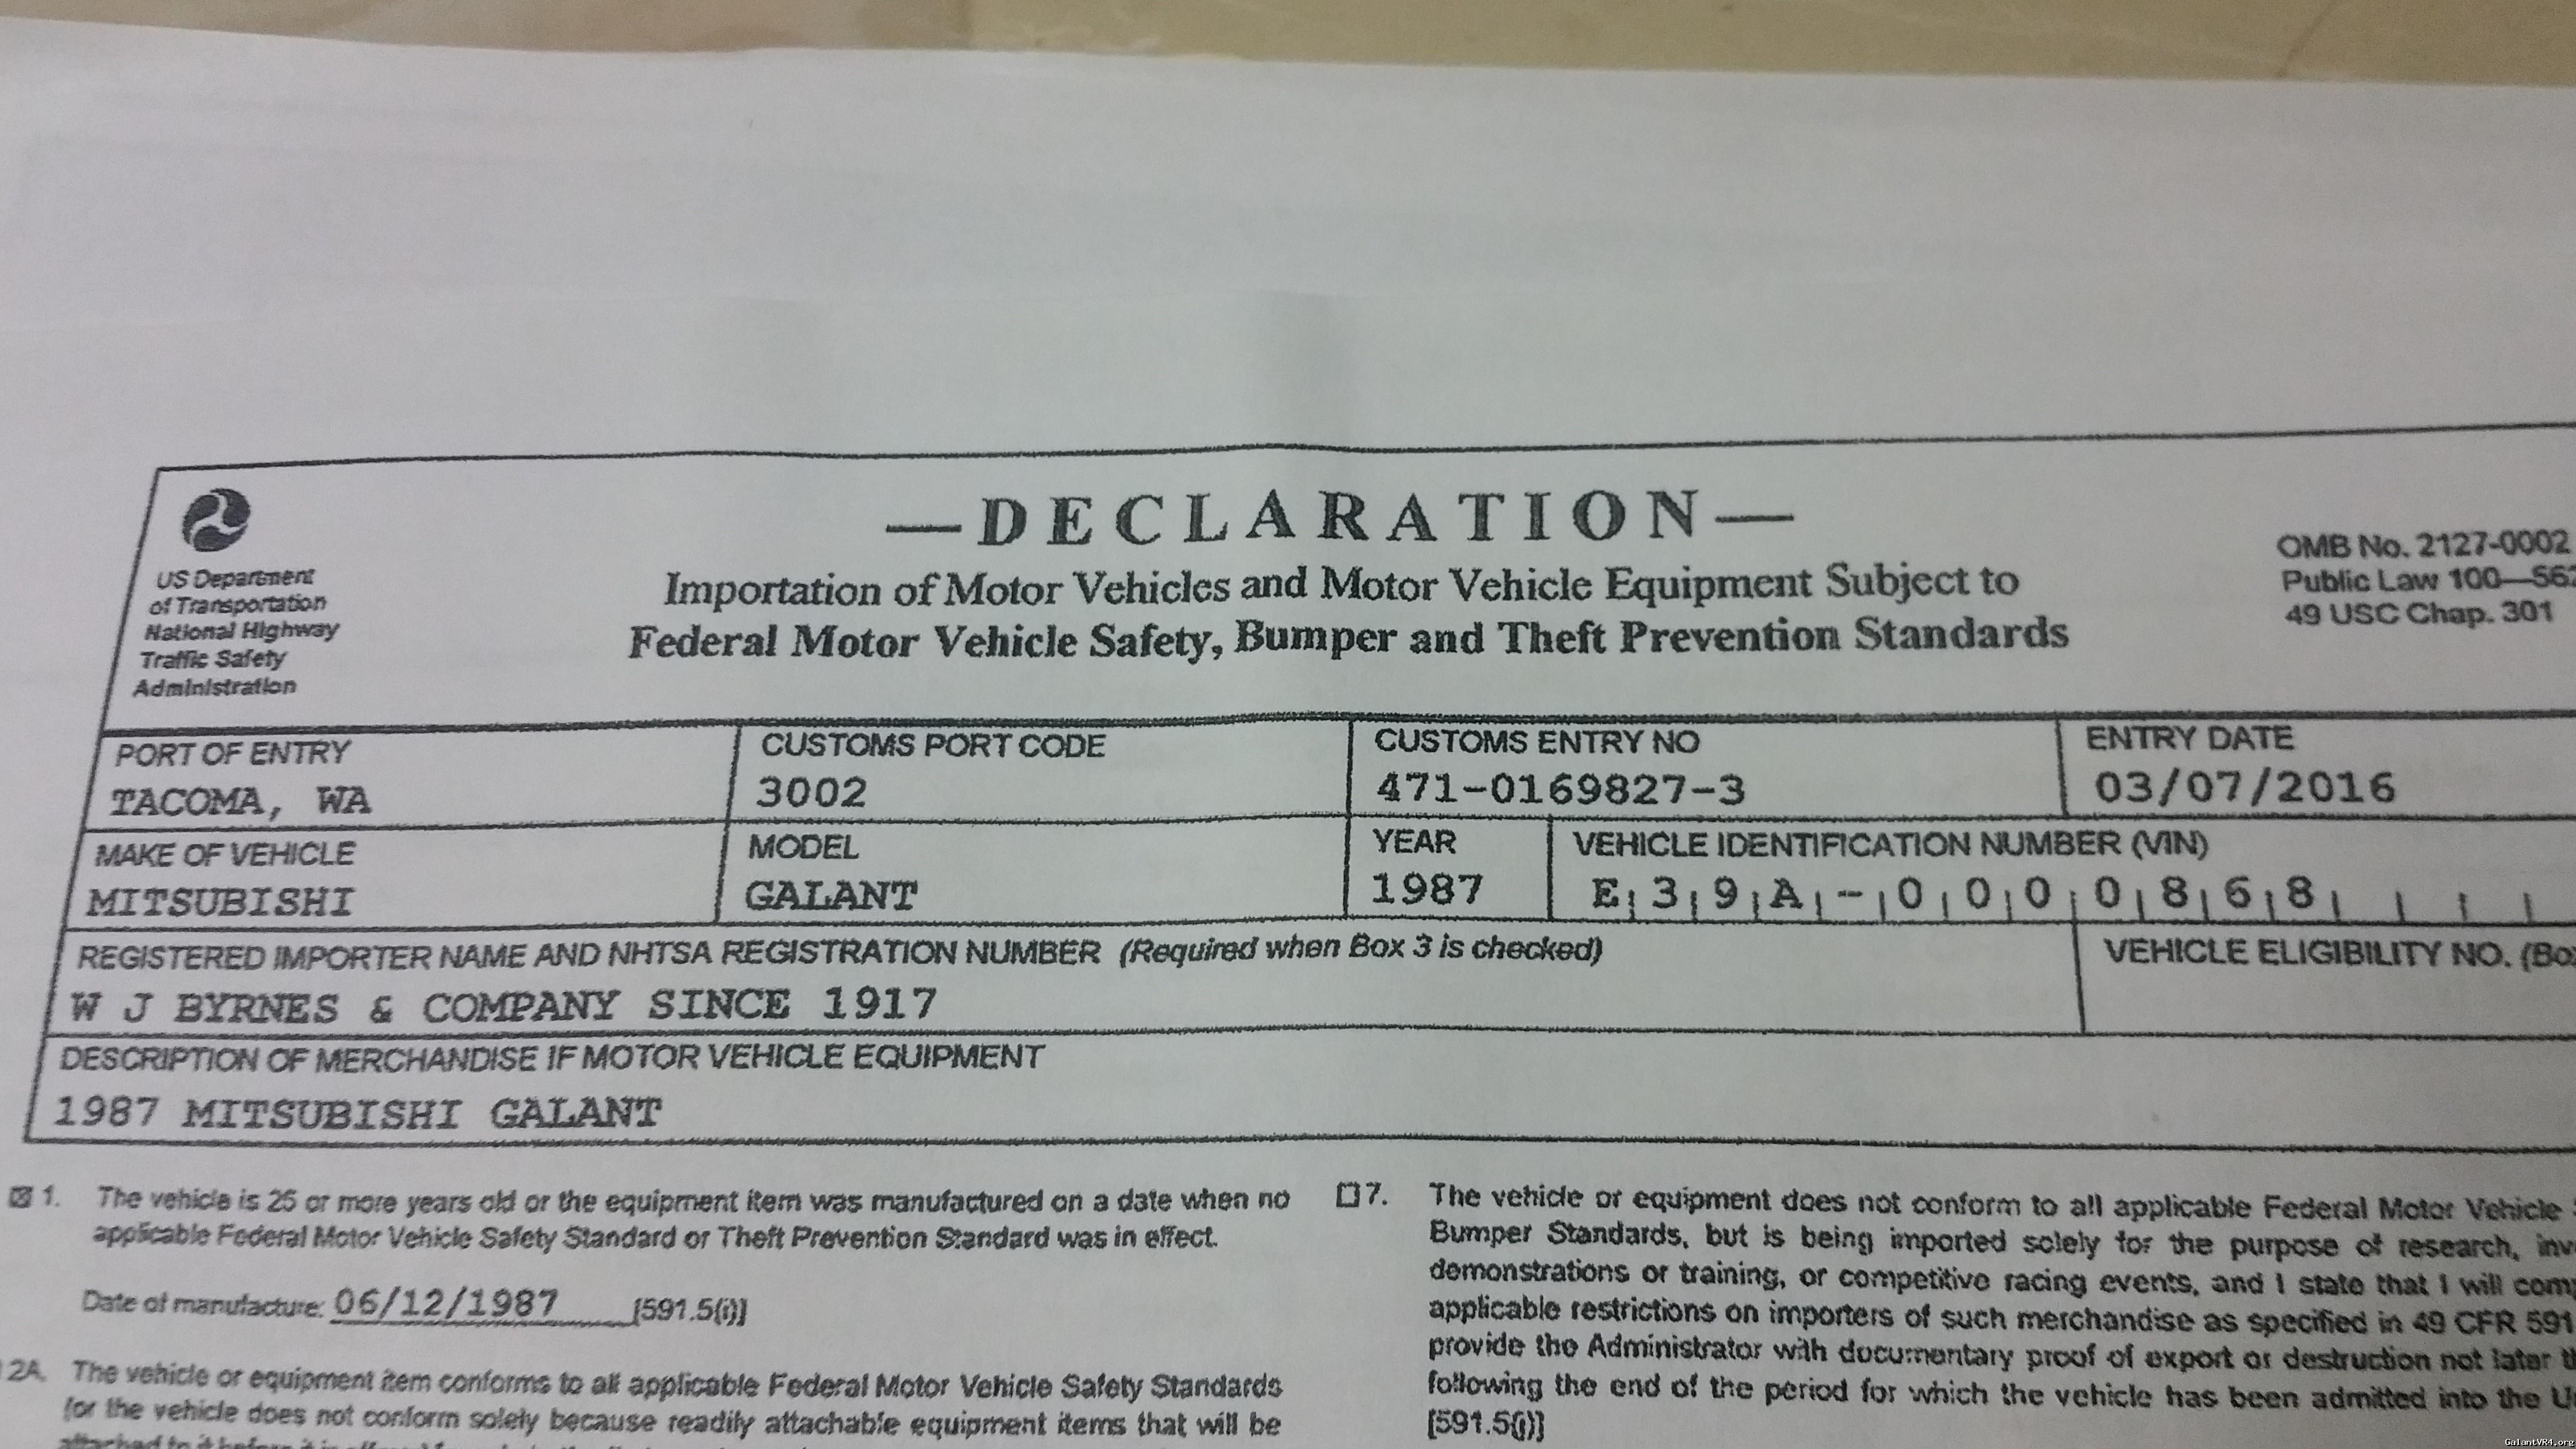 —DECLARATION—
Importation of Motor Vehicles and Motor Vehicle Equipment Subject to
Federal Motor Vehicle Safety, Bumper and Theft Prevention Standards
US Department
of Transportation
National Highway
Traffic Safety
Administration
OMB No. 2127-0002
Public Law 100—562
49 USC Chap. 301
PORT OF ENTRY
TACOMA, WA
CUSTOMS PORT CODE
3002
CUSTOMS ENTRY NO
471-0169827-3
ENTRY DATE
03/07/2016
MAKE OF VEHICLE
MITSUBISHI
MODEL
GALANT
YEAR
1987
VEHICLE IDENTIFICATION NUMBER (VIN)
E39A-0000868
REGISTERED IMPORTER NAME AND NHTSA REGISTRATION NUMBER (Required when Box 3 is checked)
W J BYRNES & COMPANY SINCE 1917
VEHICLE ELIGIBILITY NO. (Box
DESCRIPTION OF MERCHANDISE IF MOTOR VEHICLE EQUIPMENT
1987 MITSUBISHI GALANT
☒ 1. The vehicle is 25 or more years old or the equipment item was manufactured on a date when no
applicable Federal Motor Vehicle Safety Standard or Theft Prevention Standard was in effect.
Date of manufacture: 06/12/1987 [591.5(i)]
2A. The vehicle or equipment item conforms to all applicable Federal Motor Vehicle Safety Standards
(or the vehicle does not conform solely because readily attachable equipment items that will be
attached to it before it is
☐ 7. The vehicle or equipment does not conform to all applicable Federal Motor Vehicle
Bumper Standards, but is being imported solely for the purpose of research, inv
demonstrations or training, or competitive racing events, and I state that I will comp
applicable restrictions on importers of such merchandise as specified in 49 CFR 591
provide the Administrator with documentary proof of export or destruction not later th
following the end of the period for which the vehicle has been admitted into the Un
[591.5(j)]
GalantVR4.org